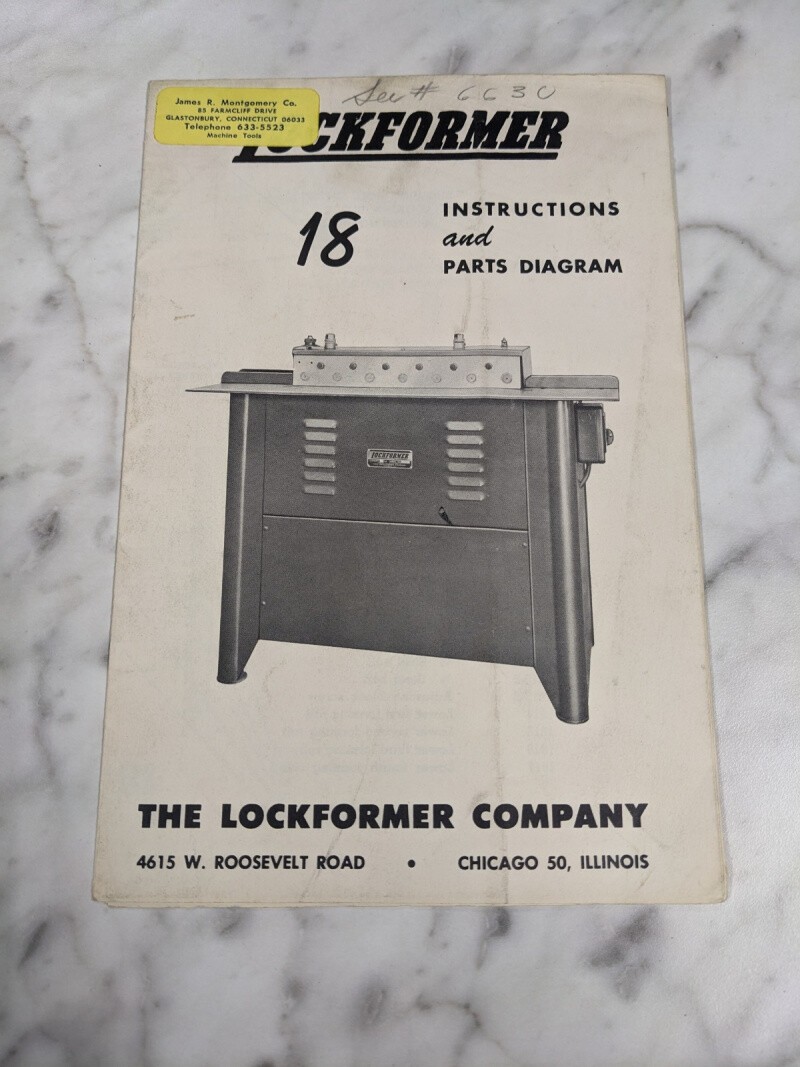 James R. Montgomery Co.
85 FARMCLIFF DRIVE
GLASTONBURY, CONNECTICUT 06033
Telephone 633-5523
Machine Tools
Ser # 6630
LOCKFORMER
18
INSTRUCTIONS
and
PARTS DIAGRAM
LOCKFORMER
THE LOCKFORMER COMPANY
4615 W. ROOSEVELT ROAD • CHICAGO 50, ILLINOIS